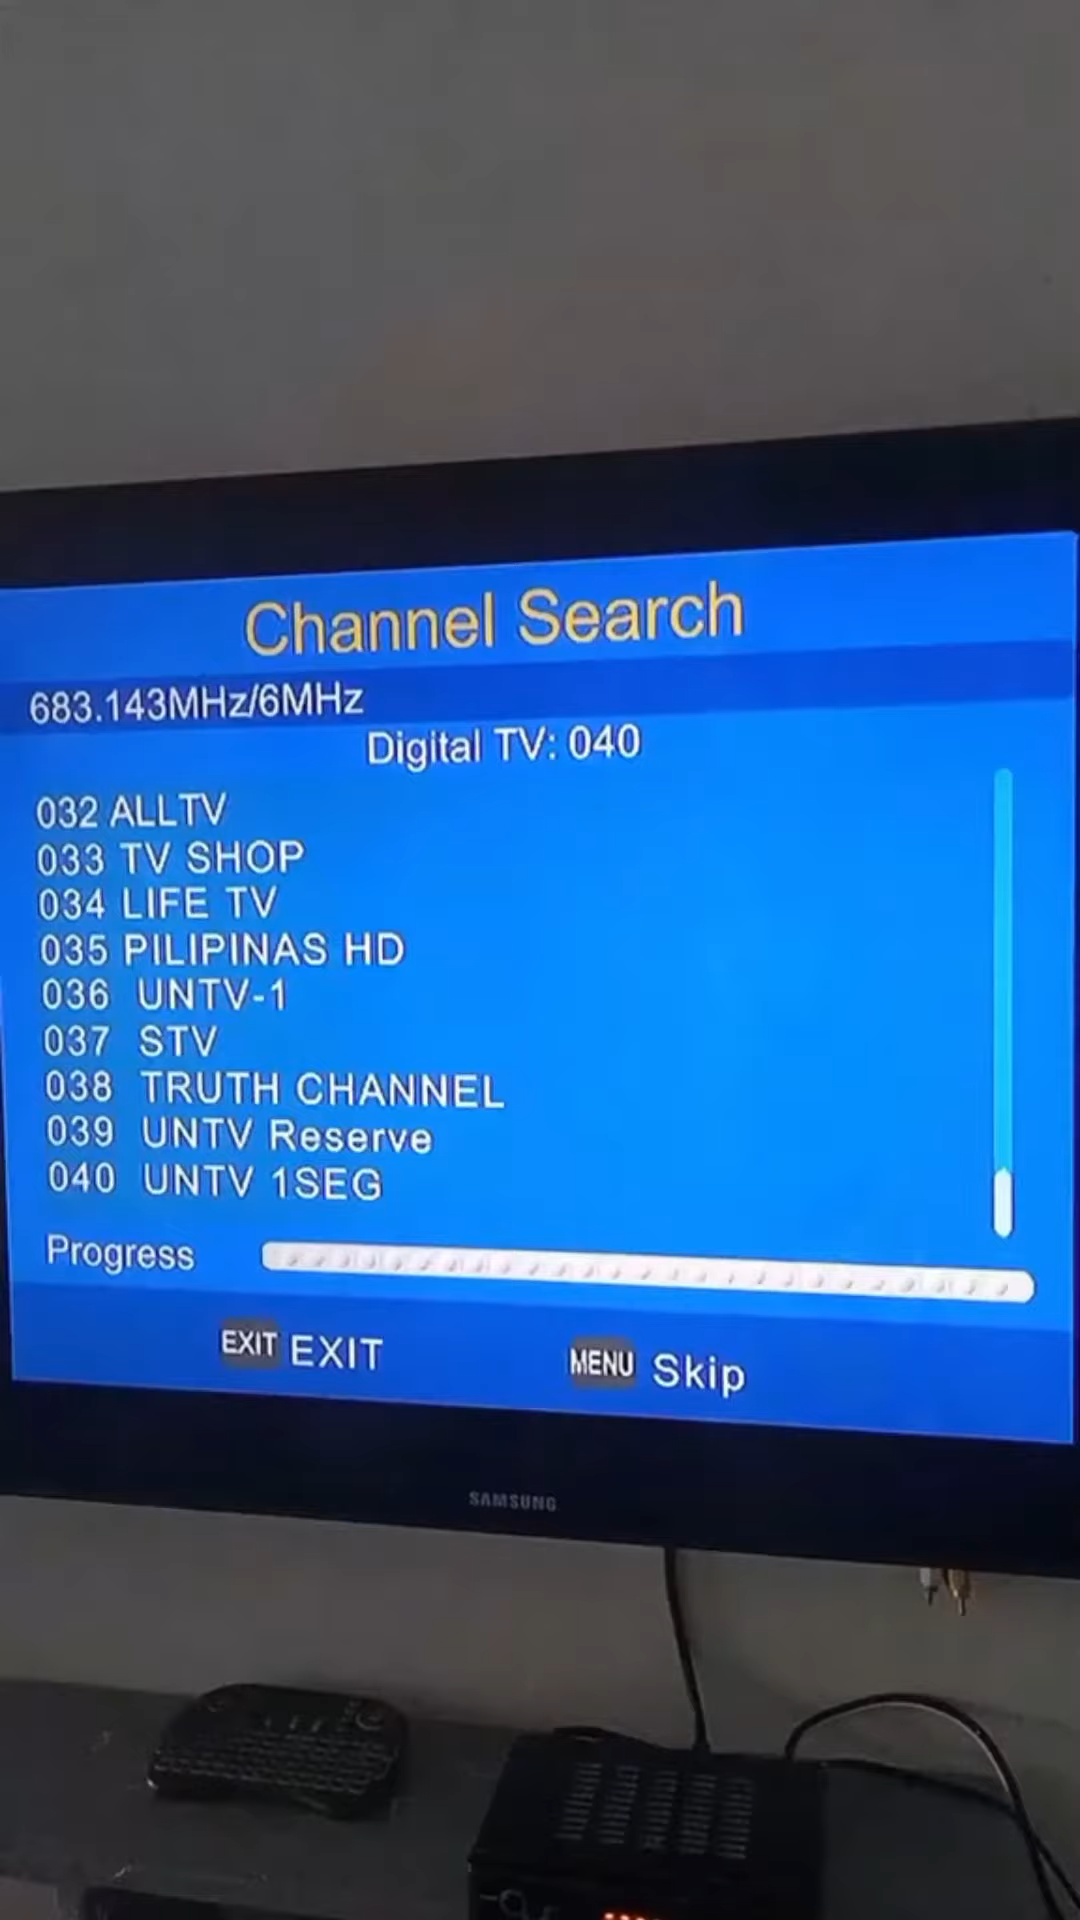 Channel Search
683.143MHz/6MHz
Digital TV: 040
032 ALLTV
033 TV SHOP
034 LIFE TV
035 PILIPINAS HD
036 UNTV-1
037 STV
038 TRUTH CHANNEL
039 UNTV Reserve
040 UNTV 1SEG
Progress
EXIT EXIT
MENU Skip
SAMSUNG